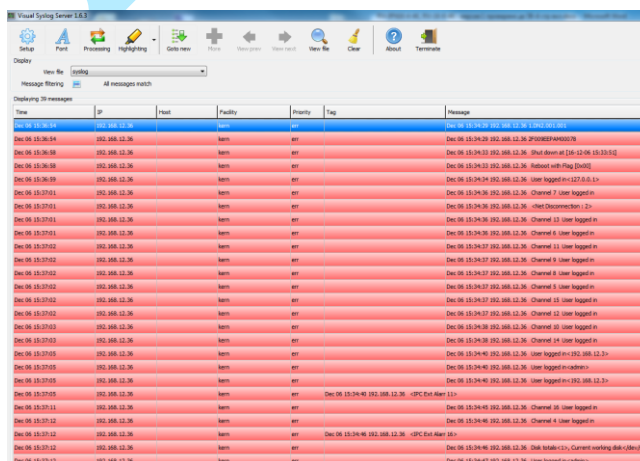 Visual Syslog Server 1.6.3
Setup Font Processing Highlighting Goto new More View prev View next View file Clear About Terminate
Display
View file syslog
Message filtering All messages match
Displaying 39 messages
Time IP Host Facility Priority Tag Message
Dec 06 15:36:54 192.168.12.36 kern err Dec 06 15:34:29 192.168.12.36
Dec 06 15:36:54 192.168.12.36 kern err Dec 06 15:34:29 192.168.12.36
Dec 06 15:36:58 192.168.12.36 kern err Dec 06 15:34:33 192.168.12.36 Shut down at [16-12-06 15:33:51]
Dec 06 15:36:58 192.168.12.36 kern err Dec 06 15:34:33 192.168.12.36 Reboot with Flag [0x00]
Dec 06 15:36:59 192.168.12.36 kern err Dec 06 15:34:34 192.168.12.36 User logged in<127.0.0.1>
Dec 06 15:37:01 192.168.12.36 kern err Dec 06 15:34:36 192.168.12.36 Channel 7 User logged in
Dec 06 15:37:01 192.168.12.36 kern err Dec 06 15:34:36 192.168.12.36 <Net Disconnection : 2>
Dec 06 15:37:01 192.168.12.36 kern err Dec 06 15:34:36 192.168.12.36 Channel 13 User logged in
Dec 06 15:37:01 192.168.12.36 kern err Dec 06 15:34:36 192.168.12.36 Channel 6 User logged in
Dec 06 15:37:02 192.168.12.36 kern err Dec 06 15:34:37 192.168.12.36 Channel 11 User logged in
Dec 06 15:37:02 192.168.12.36 kern err Dec 06 15:34:37 192.168.12.36 Channel 9 User logged in
Dec 06 15:37:02 192.168.12.36 kern err Dec 06 15:34:37 192.168.12.36 Channel 8 User logged in
Dec 06 15:37:02 192.168.12.36 kern err Dec 06 15:34:37 192.168.12.36 Channel 5 User logged in
Dec 06 15:37:02 192.168.12.36 kern err Dec 06 15:34:37 192.168.12.36 Channel 15 User logged in
Dec 06 15:37:02 192.168.12.36 kern err Dec 06 15:34:37 192.168.12.36 Channel 12 User logged in
Dec 06 15:37:03 192.168.12.36 kern err Dec 06 15:34:38 192.168.12.36 Channel 10 User logged in
Dec 06 15:37:03 192.168.12.36 kern err Dec 06 15:34:38 192.168.12.36 Channel 14 User logged in
Dec 06 15:37:05 192.168.12.36 kern err Dec 06 15:34:40 192.168.12.36 User logged in<192.168.12.3>
Dec 06 15:37:05 192.168.12.36 kern err Dec 06 15:34:40 192.168.12.36 User logged in<admin>
Dec 06 15:37:05 192.168.12.36 kern err Dec 06 15:34:40 192.168.12.36 User logged in<192.168.12.3>
Dec 06 15:37:05 192.168.12.36 kern err Dec 06 15:34:40 192.168.12.36 <IPC Ext Alarr 11>
Dec 06 15:37:11 192.168.12.36 kern err Dec 06 15:34:45 192.168.12.36 Channel 16 User logged in
Dec 06 15:37:12 192.168.12.36 kern err Dec 06 15:34:46 192.168.12.36 Channel 4 User logged in
Dec 06 15:37:12 192.168.12.36 kern err Dec 06 15:34:46 192.168.12.36 <IPC Ext Alarr 16>
Dec 06 15:37:12 192.168.12.36 kern err Dec 06 15:34:46 192.168.12.36 Disk totals<1>, Current working disk